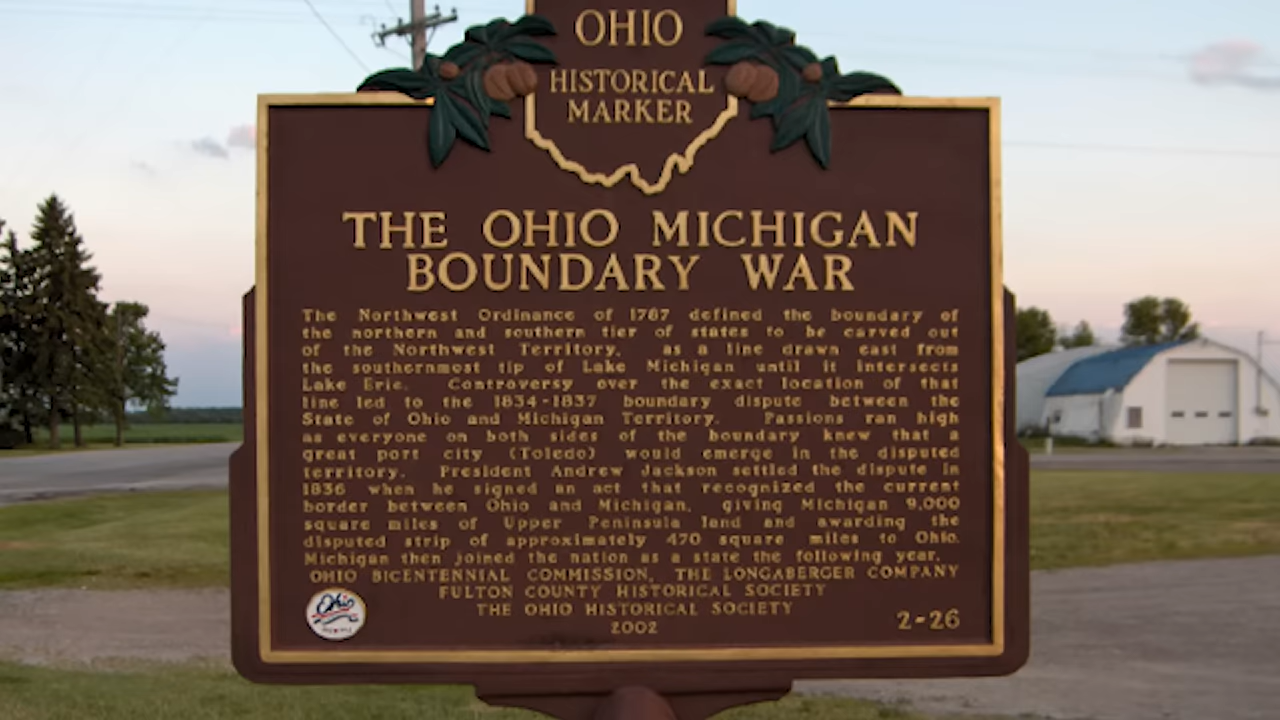 OHIO
HISTORICAL
MARKER
THE OHIO MICHIGAN
BOUNDARY WAR
The Northwest Ordinance of 1787 defined the boundary of
the northern and southern tier of states to be carved out
of the Northwest Territory, as a line drawn east from
the southernmost tip of Lake Michigan until it intersects
Lake Erie. Controversy over the exact location of that
line led to the 1834-1837 boundary dispute between the
State of Ohio and Michigan Territory. Passions ran high
as everyone on both sides of the boundary knew that a
great port city (Toledo) would emerge in the disputed
territory. President Andrew Jackson settled the dispute in
1836 when he signed an act that recognized the current
border between Ohio and Michigan, giving Michigan 9,000
square miles of Upper Peninsula land and awarding the
disputed strip of approximately 470 square miles to Ohio.
Michigan then joined the nation as a state the following year.
OHIO BICENTENNIAL COMMISSION, THE LONGABERGER COMPANY
FULTON COUNTY HISTORICAL SOCIETY
THE OHIO HISTORICAL SOCIETY
2002
2-26
Ohio